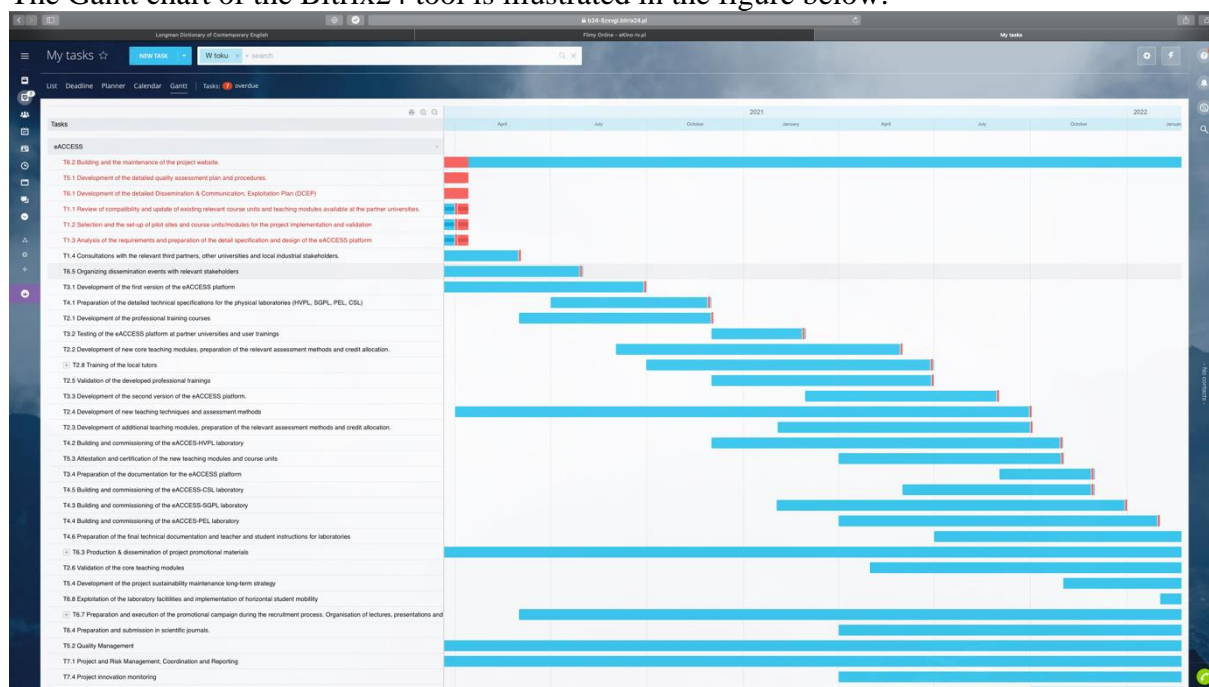 The Gantt chart of the Bitrix24 tool is illustrated in the figure below:
b24-5zxvgi.bitrix24.pl
Longman Dictionary of Contemporary English
Filmy Online - eKino-tv.pl
My tasks
My tasks
NEW TASK
W toku × + search
List Deadline Planner Calendar Gantt Tasks: 7 overdue
2021 2022
Tasks April July October January April July October Januar
eACCESS
T6.2 Building and the maintenance of the project website.
T5.1 Development of the detailed quality assessment plan and procedures.
T6.1 Development of the detailed Dissemination & Communication, Exploitation Plan (DCEP)
T1.1 Review of compatibility and update of existing relevant course units and teaching modules available at the partner universities.
T1.2 Selection and the set-up of pilot sites and course units/modules for the project implementation and validation
T1.3 Analysis of the requirements and preparation of the detail specification and design of the eACCESS platform
T1.4 Consultations with the relevant third partners, other universities and local industrial stakeholders.
T6.5 Organizing dissemination events with relevant stakeholders
T3.1 Development of the first version of the eACCESS platform
T4.1 Preparation of the detailed technical specifications for the physical laboratories (HVPL, SGPL, PEL, CSL)
T2.1 Development of the professional training courses
T3.2 Testing of the eACCESS platform at partner universities and user trainings
T2.2 Development of new core teaching modules, preparation of the relevant assessment methods and credit allocation.
+ T2.8 Training of the local tutors
T2.5 Validation of the developed professional trainings
T3.3 Development of the second version of the eACCESS platform.
T2.4 Development of new teaching techniques and assessment methods
T2.3 Development of additional teaching modules, preparation of the relevant assessment methods and credit allocation.
T4.2 Building and commissioning of the eACCES-HVPL laboratory
T5.3 Attestation and certification of the new teaching modules and course units
T3.4 Preparation of the documentation for the eACCESS platform
T4.5 Building and commissioning of the eACCESS-CSL laboratory
T4.3 Building and commissioning of the eACCESS-SGPL laboratory
T4.4 Building and commissioning of the eACCES-PEL laboratory
T4.6 Preparation of the final technical documentation and teacher and student instructions for laboratories
+ T6.3 Production & dissemination of project promotional materials
T2.6 Validation of the core teaching modules
T5.4 Development of the project sustainability maintenance long-term strategy
T6.8 Exploitation of the laboratory facitilities and implementation of horizontal student mobillity
+ T6.7 Preparation and execution of the promotional campaign during the recruitment process. Organisation of lectures, presentations and
T6.4 Preparation and submission in scientific journals.
T5.2 Quality Management
T7.1 Project and Risk Management, Coordination and Reporting
T7.4 Project innovation monitoring
- No contacts -